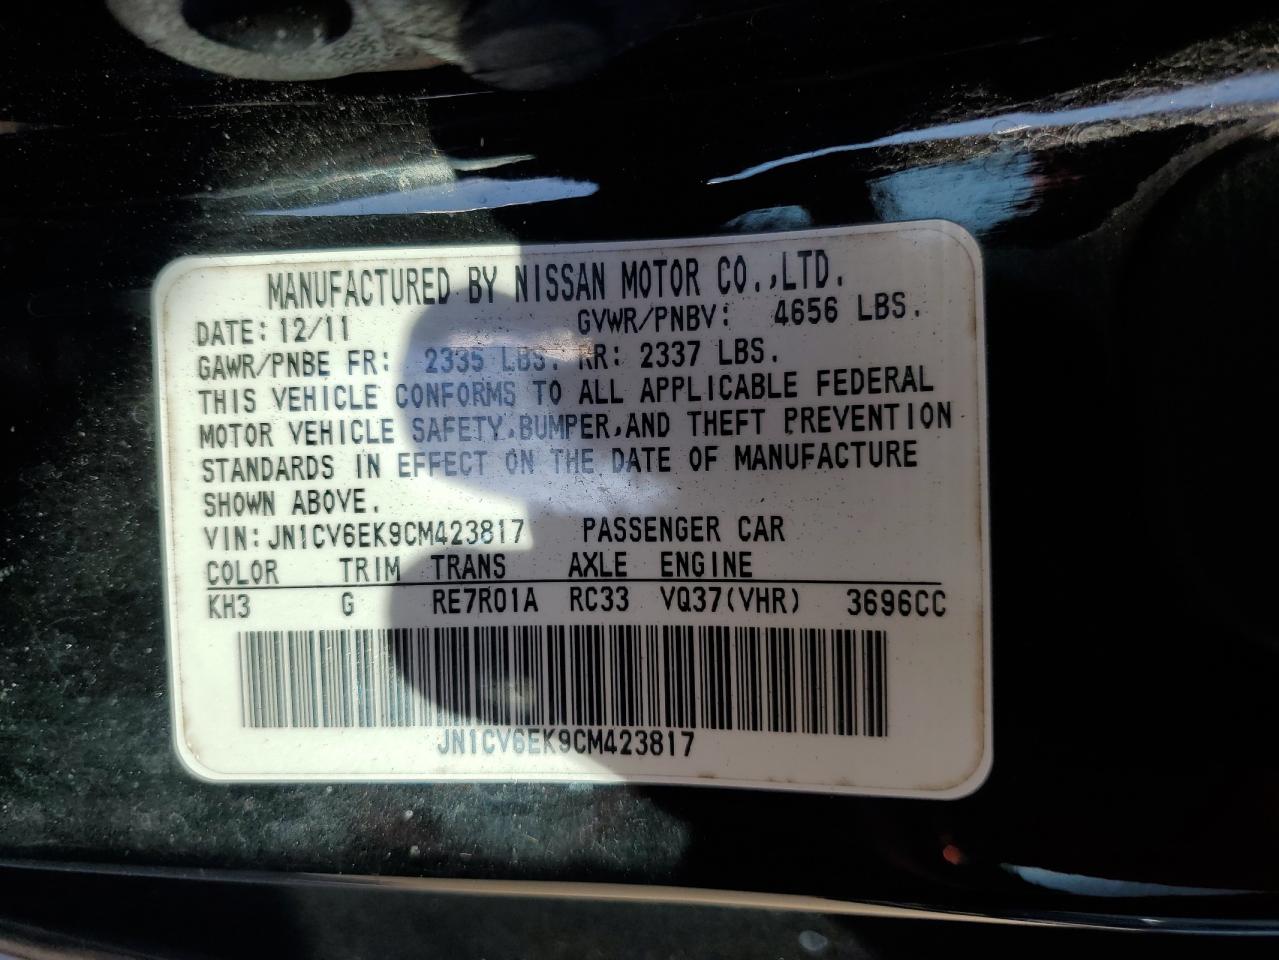 MANUFACTURED BY NISSAN MOTOR CO.,LTD.
DATE: 12/11 GVWR/PNBV: 4656 LBS.
GAWR/PNBE FR: 2335 LBS. RR: 2337 LBS.
THIS VEHICLE CONFORMS TO ALL APPLICABLE FEDERAL
MOTOR VEHICLE SAFETY,BUMPER,AND THEFT PREVENTION
STANDARDS IN EFFECT ON THE DATE OF MANUFACTURE
SHOWN ABOVE.
VIN:JN1CV6EK9CM423817 PASSENGER CAR
COLOR TRIM TRANS AXLE ENGINE
KH3 G RE7R01A RC33 VQ37(VHR) 3696CC
JN1CV6EK9CM423817